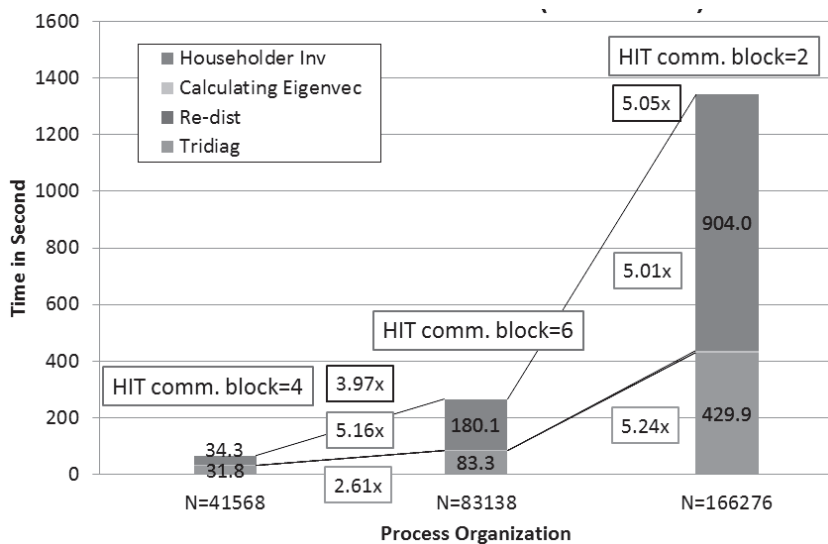 1600
1400
1200
1000
800
600
400
200
0
Time in Second
Householder Inv
Calculating Eigenvec
Re-dist
Tridiag
HIT comm. block=2
5.05x
904.0
5.01x
HIT comm. block=6
HIT comm. block=4
3.97x
5.16x
180.1
5.24x
429.9
34.3
31.8
2.61x
83.3
N=41568
N=83138
N=166276
Process Organization